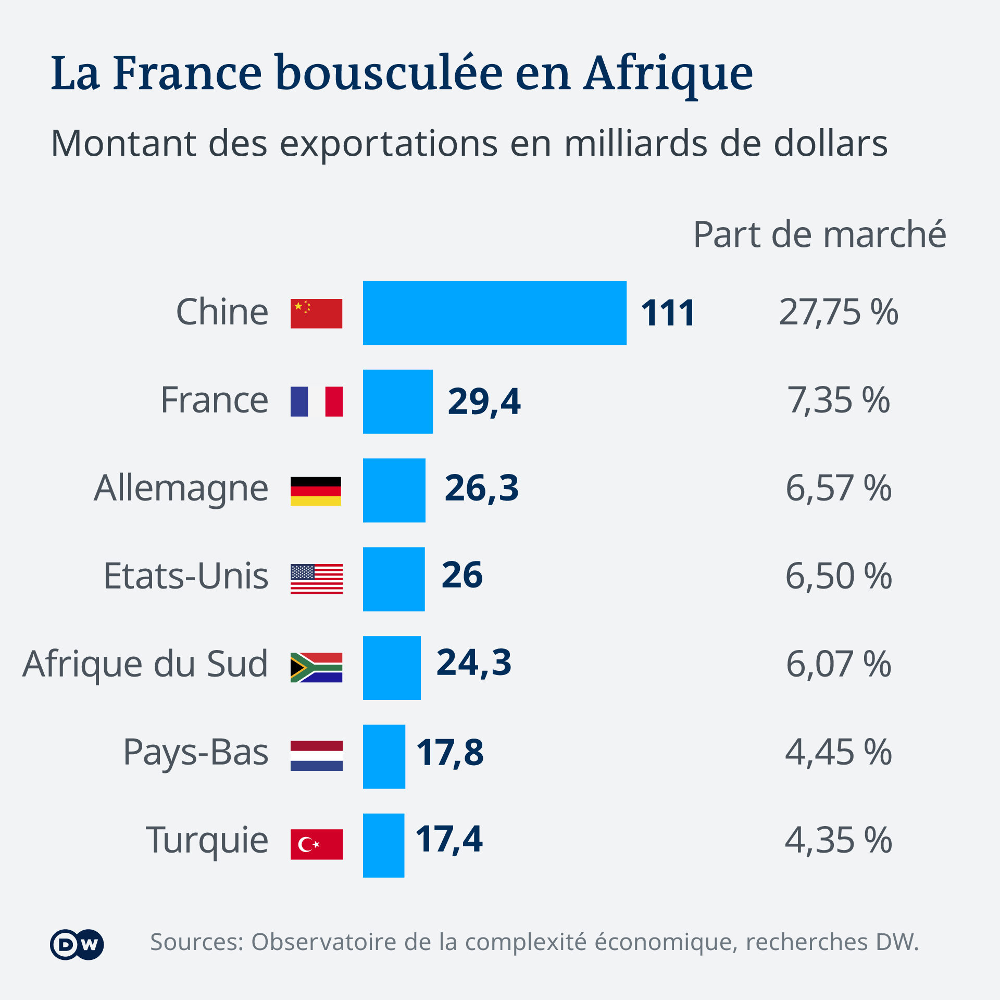 La France bousculée en Afrique
Montant des exportations en milliards de dollars
Part de marché
Chine 111 27,75 %
France 29,4 7,35 %
Allemagne 26,3 6,57 %
Etats-Unis 26 6,50 %
Afrique du Sud 24,3 6,07 %
Pays-Bas 17,8 4,45 %
Turquie 17,4 4,35 %
DW Sources: Observatoire de la complexité économique, recherches DW.